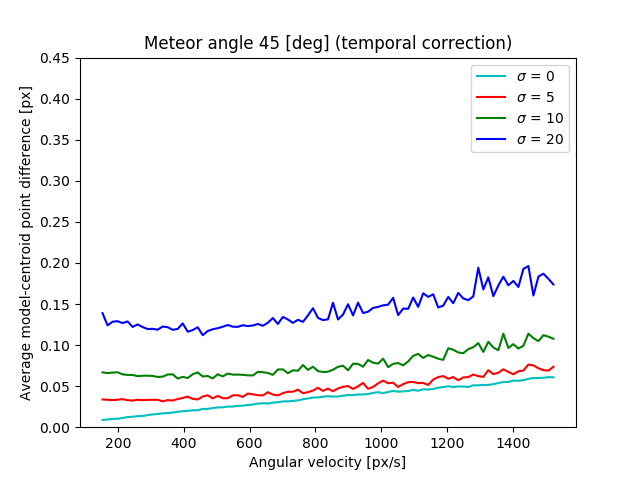 Meteor angle 45 [deg] (temporal correction)
Average model-centroid point difference [px]
0.45
0.40
0.35
0.30
0.25
0.20
0.15
0.10
0.05
0.00
σ = 0
σ = 5
σ = 10
σ = 20
200 400 600 800 1000 1200 1400
Angular velocity [px/s]